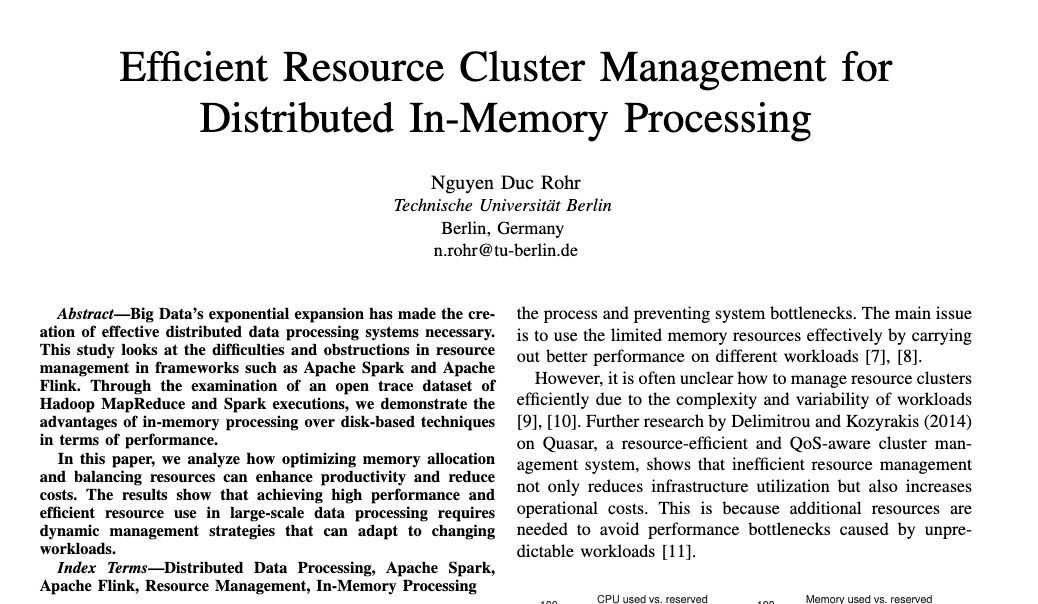 Efficient Resource Cluster Management for
Distributed In-Memory Processing
Nguyen Duc Rohr
Technische Universität Berlin
Berlin, Germany
n.rohr@tu-berlin.de
Abstract—Big Data's exponential expansion has made the cre-
ation of effective distributed data processing systems necessary.
This study looks at the difficulties and obstructions in resource
management in frameworks such as Apache Spark and Apache
Flink. Through the examination of an open trace dataset of
Hadoop MapReduce and Spark executions, we demonstrate the
advantages of in-memory processing over disk-based techniques
in terms of performance.
In this paper, we analyze how optimizing memory allocation
and balancing resources can enhance productivity and reduce
costs. The results show that achieving high performance and
efficient resource use in large-scale data processing requires
dynamic management strategies that can adapt to changing
workloads.
Index Terms—Distributed Data Processing, Apache Spark,
Apache Flink, Resource Management, In-Memory Processing
the process and preventing system bottlenecks. The main issue
is to use the limited memory resources effectively by carrying
out better performance on different workloads [7], [8].
However, it is often unclear how to manage resource clusters
efficiently due to the complexity and variability of workloads
[9], [10]. Further research by Delimitrou and Kozyrakis (2014)
on Quasar, a resource-efficient and QoS-aware cluster man-
agement system, shows that inefficient resource management
not only reduces infrastructure utilization but also increases
operational costs. This is because additional resources are
needed to avoid performance bottlenecks caused by unpre-
dictable workloads [11].
CPU used vs. reserved
Memory used vs. reserved
100
100